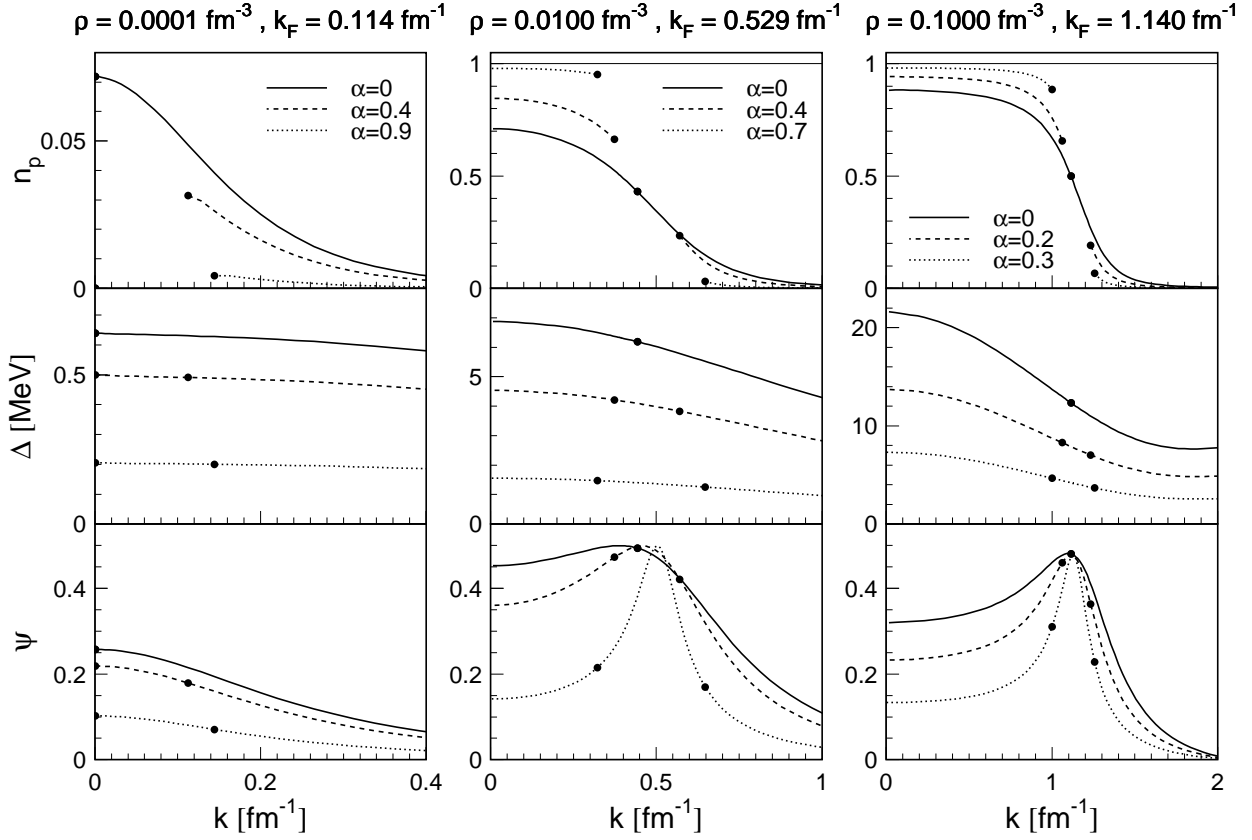 ρ = 0.0001 fm⁻³ , k_F = 0.114 fm⁻¹
ρ = 0.0100 fm⁻³ , k_F = 0.529 fm⁻¹
ρ = 0.1000 fm⁻³ , k_F = 1.140 fm⁻¹
n_p
0.05
0
α=0
α=0.4
α=0.9
1
0.5
0
α=0
α=0.4
α=0.7
1
0.5
0
α=0
α=0.2
α=0.3
Δ [MeV]
0.5
0
5
0
20
10
0
ψ
0.4
0.2
0
0.4
0.2
0
0.4
0.2
0
0 0.2 0.4
0 0.5 1
0 1 2
k [fm⁻¹]
k [fm⁻¹]
k [fm⁻¹]